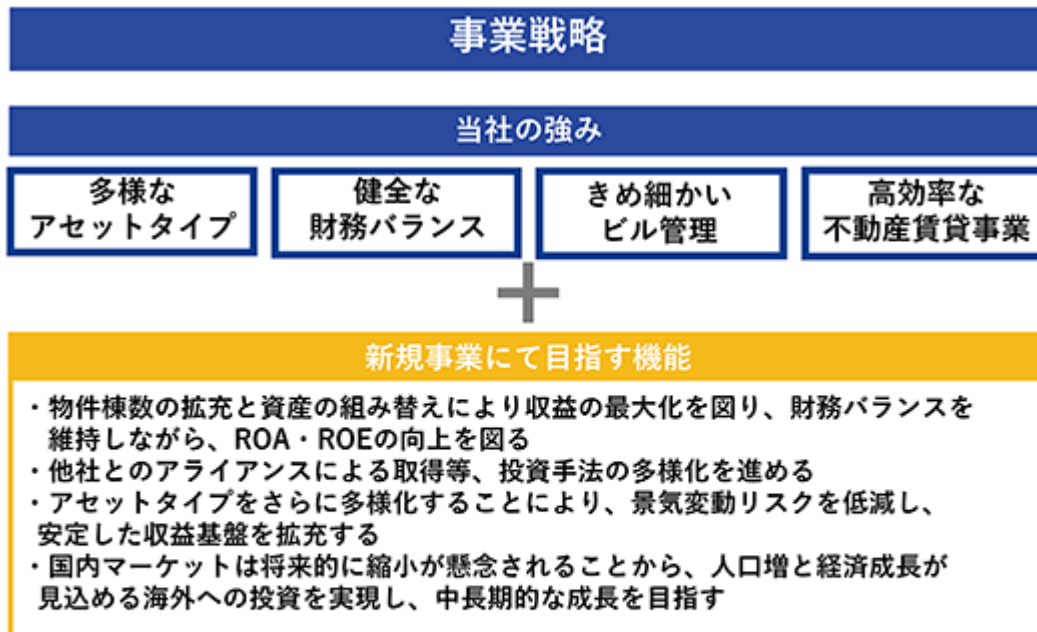 事業戦略
当社の強み
多様な
アセットタイプ
健全な
財務バランス
きめ細かい
ビル管理
高効率な
不動産賃貸事業
新規事業にて目指す機能
・物件棟数の拡充と資産の組み替えにより収益の最大化を図り、財務バランスを
維持しながら、ROA・ROEの向上を図る
・他社とのアライアンスによる取得等、投資手法の多様化を進める
・アセットタイプをさらに多様化することにより、景気変動リスクを低減し、
安定した収益基盤を拡充する
・国内マーケットは将来的に縮小が懸念されることから、人口増と経済成長が
見込める海外への投資を実現し、中長期的な成長を目指す